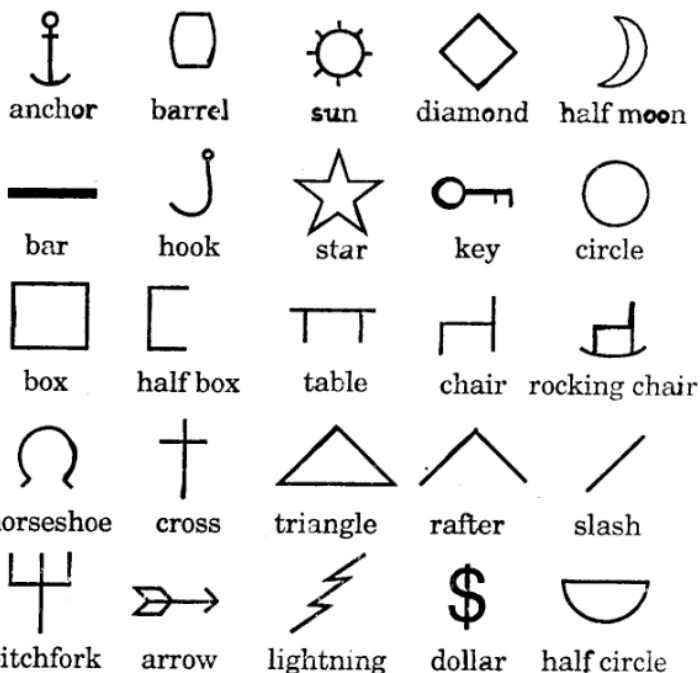 anchor barrel sun diamond half moon
bar hook star key circle
box half box table chair rocking chair
orseshoe cross triangle rafter slash
$
itchfork arrow lightning dollar half circle